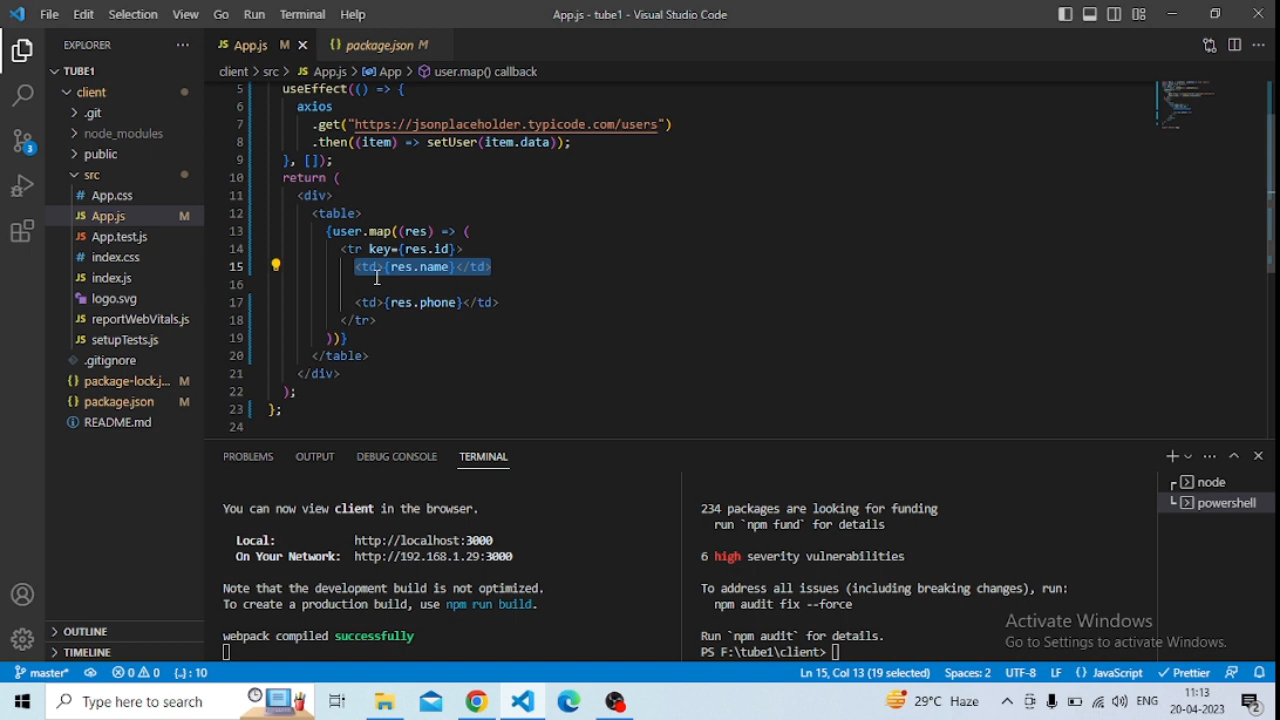 File Edit Selection View Go Run Terminal Help App.js - tube1 - Visual Studio Code
EXPLORER
TUBE1
client
.git
node_modules
public
src
App.css
App.js M
App.test.js
index.css
index.js
logo.svg
reportWebVitals.js
setupTests.js
.gitignore
package-lock.j... M
package.json M
README.md
OUTLINE
TIMELINE
App.js M package.json M
client > src > App.js > App > user.map() callback
5 useEffect(() => {
6 axios
7 .get("https://jsonplaceholder.typicode.com/users")
8 .then((item) => setUser(item.data));
9 }, []);
10 return (
11 <div>
12 <table>
13 {user.map((res) => (
14 <tr key={res.id}>
15 <td>{res.name}</td>
16
17 <td>{res.phone}</td>
18 </tr>
19 ))}
20 </table>
21 </div>
22 );
23 };
24
PROBLEMS OUTPUT DEBUG CONSOLE TERMINAL
You can now view client in the browser.
Local: http://localhost:3000
On Your Network: http://192.168.1.29:3000
Note that the development build is not optimized.
To create a production build, use npm run build.
webpack compiled successfully
234 packages are looking for funding
run `npm fund` for details
6 high severity vulnerabilities
To address all issues (including breaking changes), run:
npm audit fix --force
Run `npm audit` for details.
PS F:\tube1\client>
node
powershell
Activate Windows
Go to Settings to activate Windows.
3
master* 0 0 {..} : 10 Ln 15, Col 13 (19 selected) Spaces: 2 UTF-8 LF {} JavaScript Prettier
Type here to search 29°C Haze ENG 11:13
20-04-2023 2